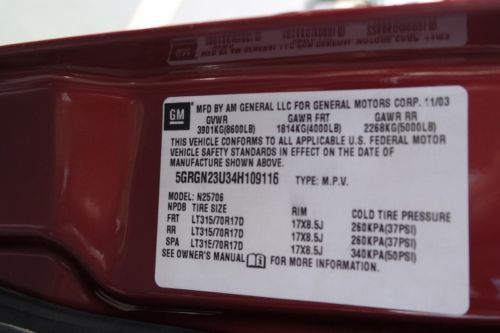 GM
MFD BY AM GENERAL LLC FOR GENERAL MOTORS CORP. 11/03
GVWR GAWR FRT GAWR RR
3901KG(8600LB) 1814KG(4000LB) 2268KG(5000LB)
THIS VEHICLE CONFORMS TO ALL APPLICABLE U.S. FEDERAL MOTOR
VEHICLE SAFETY STANDARDS IN EFFECT ON THE DATE OF
MANUFACTURE SHOWN ABOVE.
5GRGN23U34H109116 TYPE: M.P.V.
MODEL: N25706
NPDB TIRE SIZE RIM COLD TIRE PRESSURE
FRT LT315/70R17D 17X8.5J 260KPA(37PSI)
RR LT315/70R17D 17X8.5J 260KPA(37PSI)
SPA LT315/70R17D 17X8.5J 340KPA(50PSI)
SEE OWNER'S MANUAL FOR MORE INFORMATION.